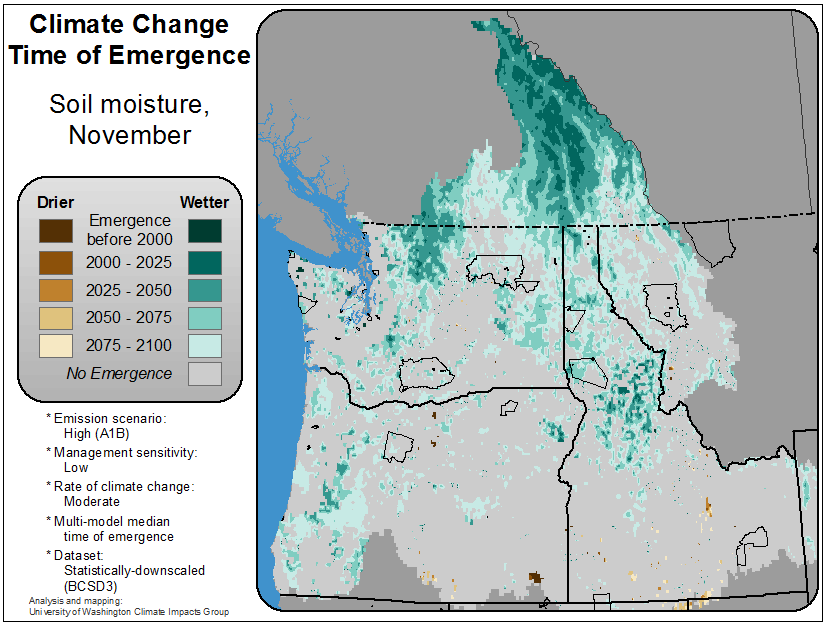 Climate Change
Time of Emergence
Soil moisture,
November
Drier
Wetter
Emergence
before 2000
2000 - 2025
2025 - 2050
2050 - 2075
2075 - 2100
No Emergence
* Emission scenario:
High (A1B)
* Management sensitivity:
Low
* Rate of climate change:
Moderate
* Multi-model median
time of emergence
* Dataset:
Statistically-downscaled
(BCSD3)
Analysis and mapping:
University of Washington Climate Impacts Group